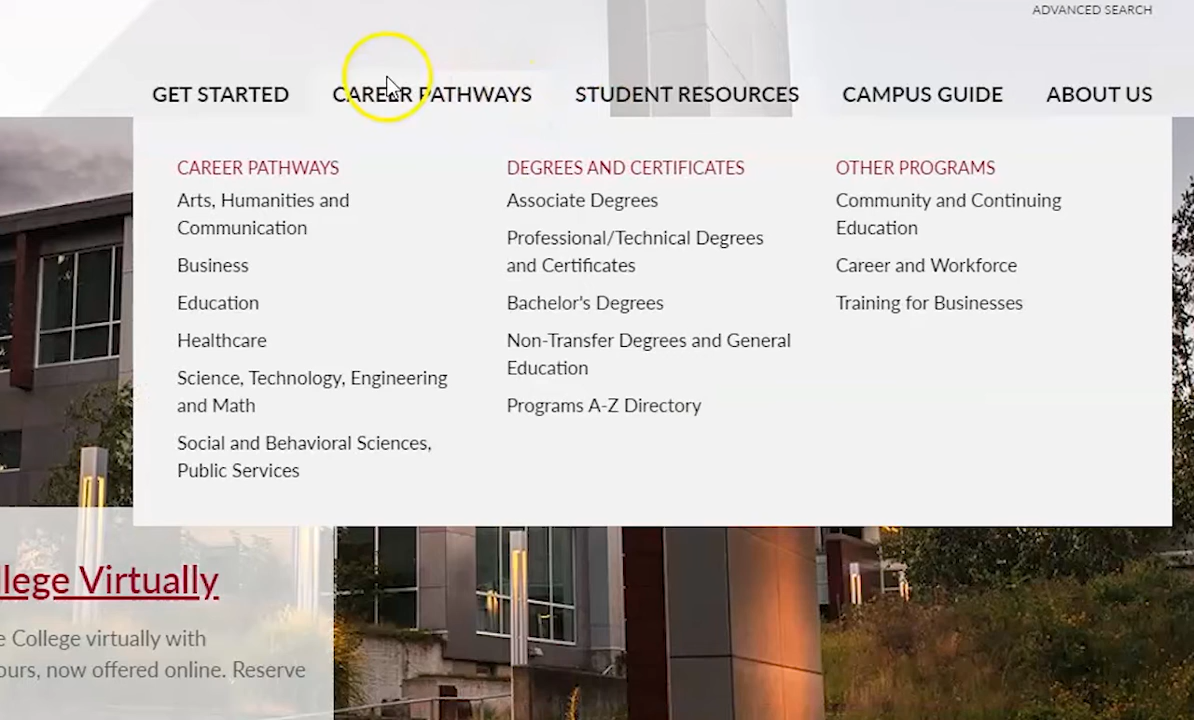 ADVANCED SEARCH
GET STARTED CAREER PATHWAYS STUDENT RESOURCES CAMPUS GUIDE ABOUT US
CAREER PATHWAYS
Arts, Humanities and
Communication
Business
Education
Healthcare
Science, Technology, Engineering
and Math
Social and Behavioral Sciences,
Public Services
DEGREES AND CERTIFICATES
Associate Degrees
Professional/Technical Degrees
and Certificates
Bachelor's Degrees
Non-Transfer Degrees and General
Education
Programs A-Z Directory
OTHER PROGRAMS
Community and Continuing
Education
Career and Workforce
Training for Businesses
Virtually
College virtually with
now offered online. Reserve